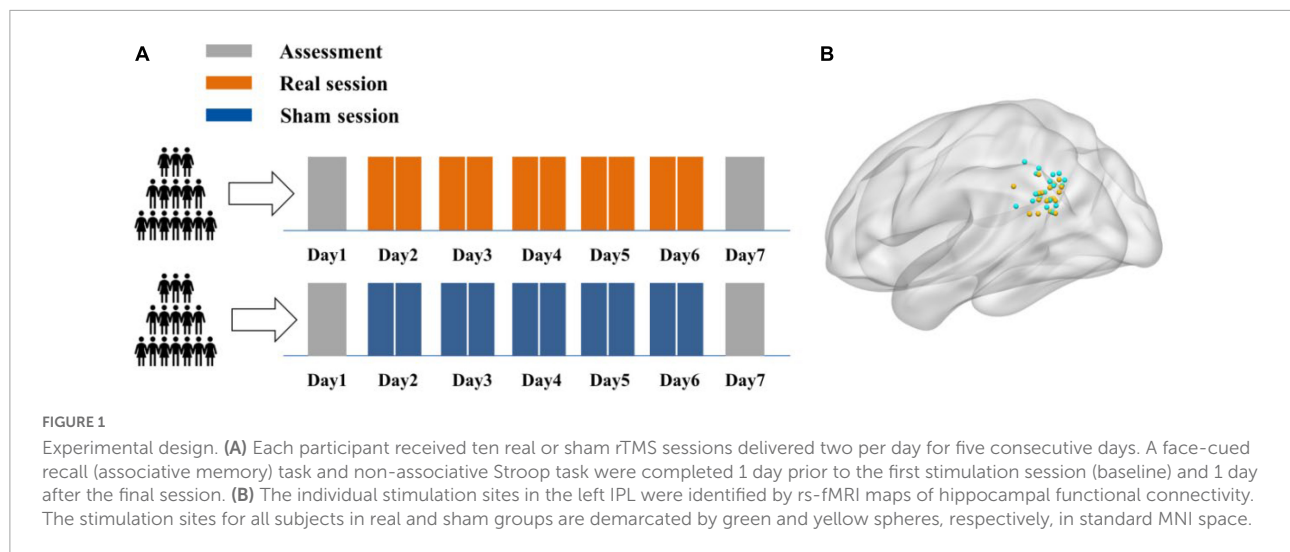 A
Assessment
Real session
Sham session
Day1 Day2 Day3 Day4 Day5 Day6 Day7
Day1 Day2 Day3 Day4 Day5 Day6 Day7
B
FIGURE 1
Experimental design. (A) Each participant received ten real or sham rTMS sessions delivered two per day for five consecutive days. A face-cued
recall (associative memory) task and non-associative Stroop task were completed 1 day prior to the first stimulation session (baseline) and 1 day
after the final session. (B) The individual stimulation sites in the left IPL were identified by rs-fMRI maps of hippocampal functional connectivity.
The stimulation sites for all subjects in real and sham groups are demarcated by green and yellow spheres, respectively, in standard MNI space.